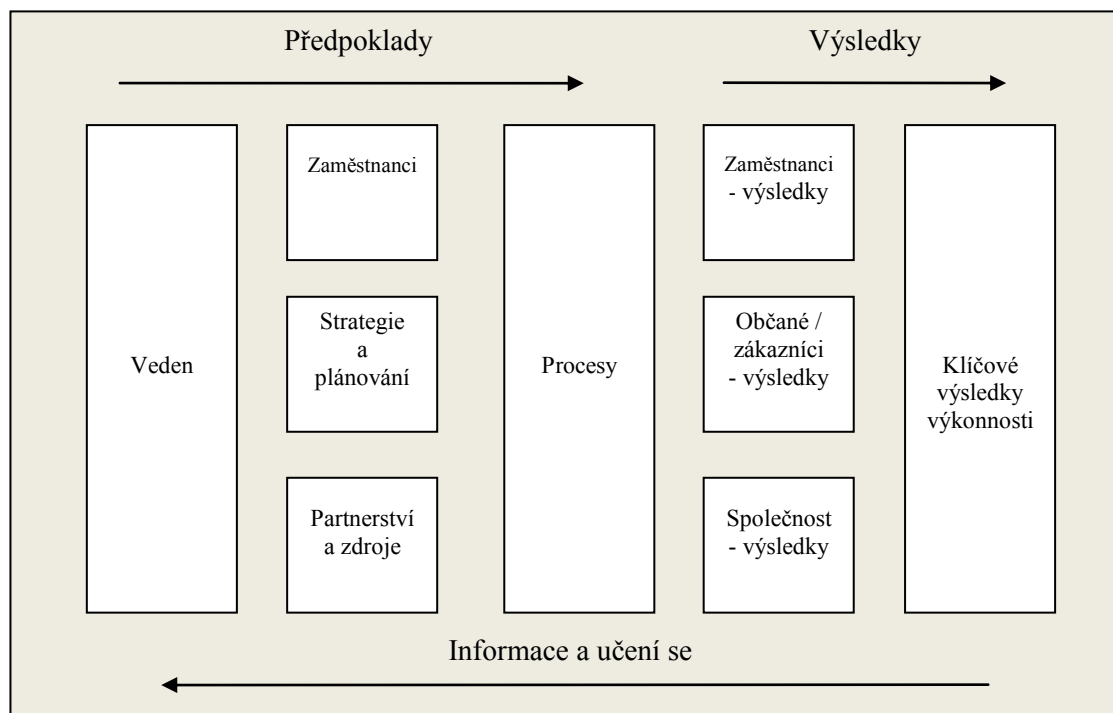 Předpoklady
Výsledky
Veden
Zaměstnanci
Strategie
a
plánování
Partnerství
a zdroje
Procesy
Zaměstnanci
- výsledky
Občané /
zákazníci
- výsledky
Společnost
- výsledky
Klíčové
výsledky
výkonnosti
Informace a učení se